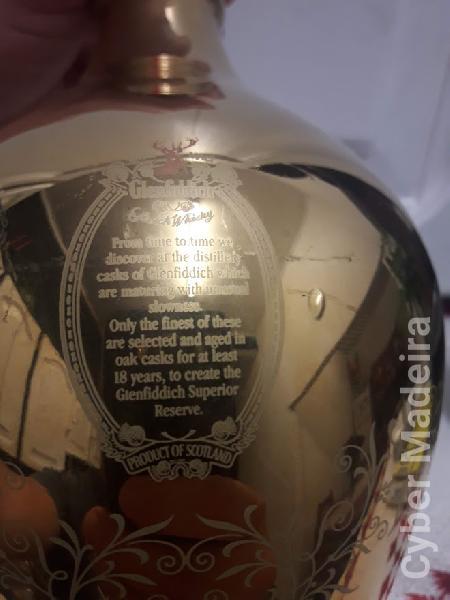 Glenfiddich
Whisky
From time to time we
discover at the distillery
casks of Glenfiddich which
are maturing with unusual
slowness.
Only the finest of these
are selected and aged in
oak casks for at least
18 years, to create the
Glenfiddich Superior
Reserve.
PRODUCT OF SCOTLAND
Cyber Madeira